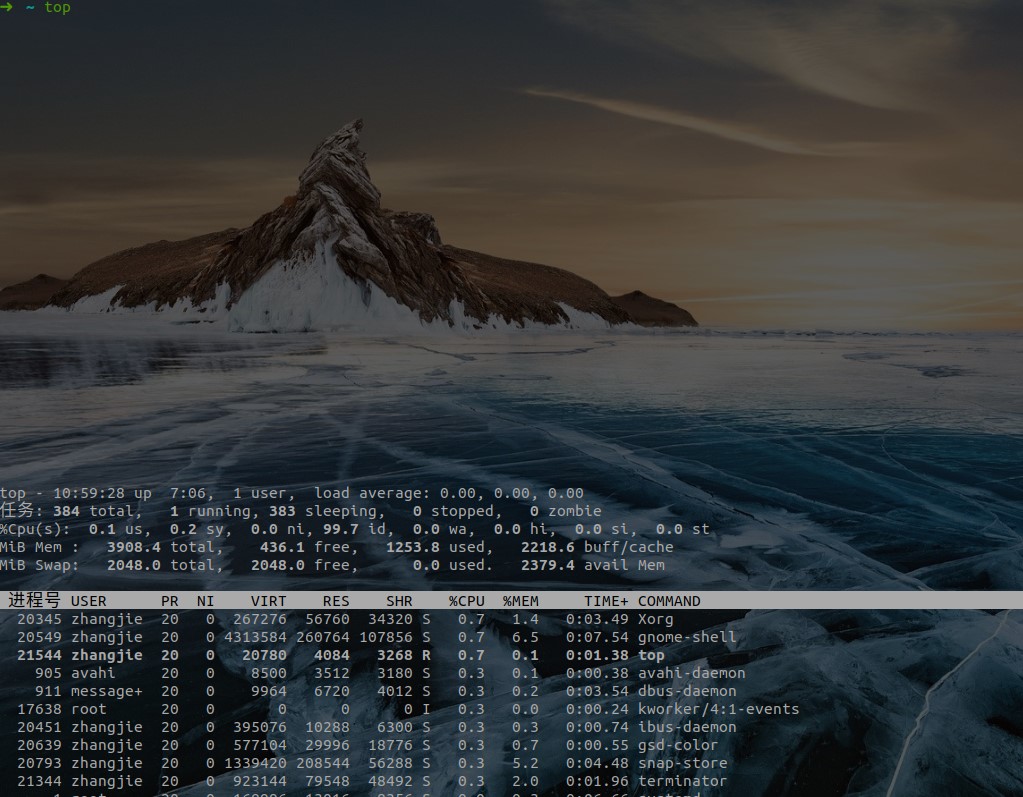 ➜ ~ top
top - 10:59:28 up 7:06, 1 user, load average: 0.00, 0.00, 0.00
任务: 384 total, 1 running, 383 sleeping, 0 stopped, 0 zombie
%Cpu(s): 0.1 us, 0.2 sy, 0.0 ni, 99.7 id, 0.0 wa, 0.0 hi, 0.0 si, 0.0 st
MiB Mem : 3908.4 total, 436.1 free, 1253.8 used, 2218.6 buff/cache
MiB Swap: 2048.0 total, 2048.0 free, 0.0 used. 2379.4 avail Mem
进程号 USER PR NI VIRT RES SHR %CPU %MEM TIME+ COMMAND
20345 zhangjie 20 0 267276 56760 34320 S 0.7 1.4 0:03.49 Xorg
20549 zhangjie 20 0 4313584 260764 107856 S 0.7 6.5 0:07.54 gnome-shell
21544 zhangjie 20 0 20780 4084 3268 R 0.7 0.1 0:01.38 top
905 avahi 20 0 8500 3512 3180 S 0.3 0.1 0:00.38 avahi-daemon
911 message+ 20 0 9964 6720 4012 S 0.3 0.2 0:03.54 dbus-daemon
17638 root 20 0 0 0 0 I 0.3 0.0 0:00.24 kworker/4:1-events
20451 zhangjie 20 0 395076 10288 6300 S 0.3 0.3 0:00.74 ibus-daemon
20639 zhangjie 20 0 577104 29996 18776 S 0.3 0.7 0:00.55 gsd-color
20793 zhangjie 20 0 1339420 208544 56288 S 0.3 5.2 0:04.48 snap-store
21344 zhangjie 20 0 923144 79548 48492 S 0.3 2.0 0:01.96 terminator